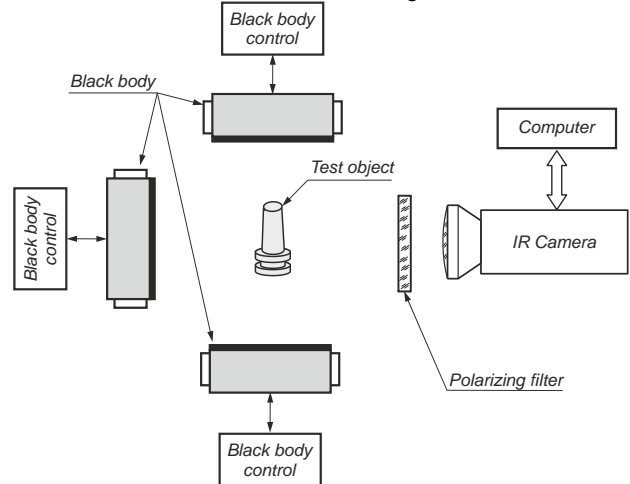 Black body
control
Black body
Computer
Test object
Black body
control
IR Camera
Polarizing filter
Black body
control